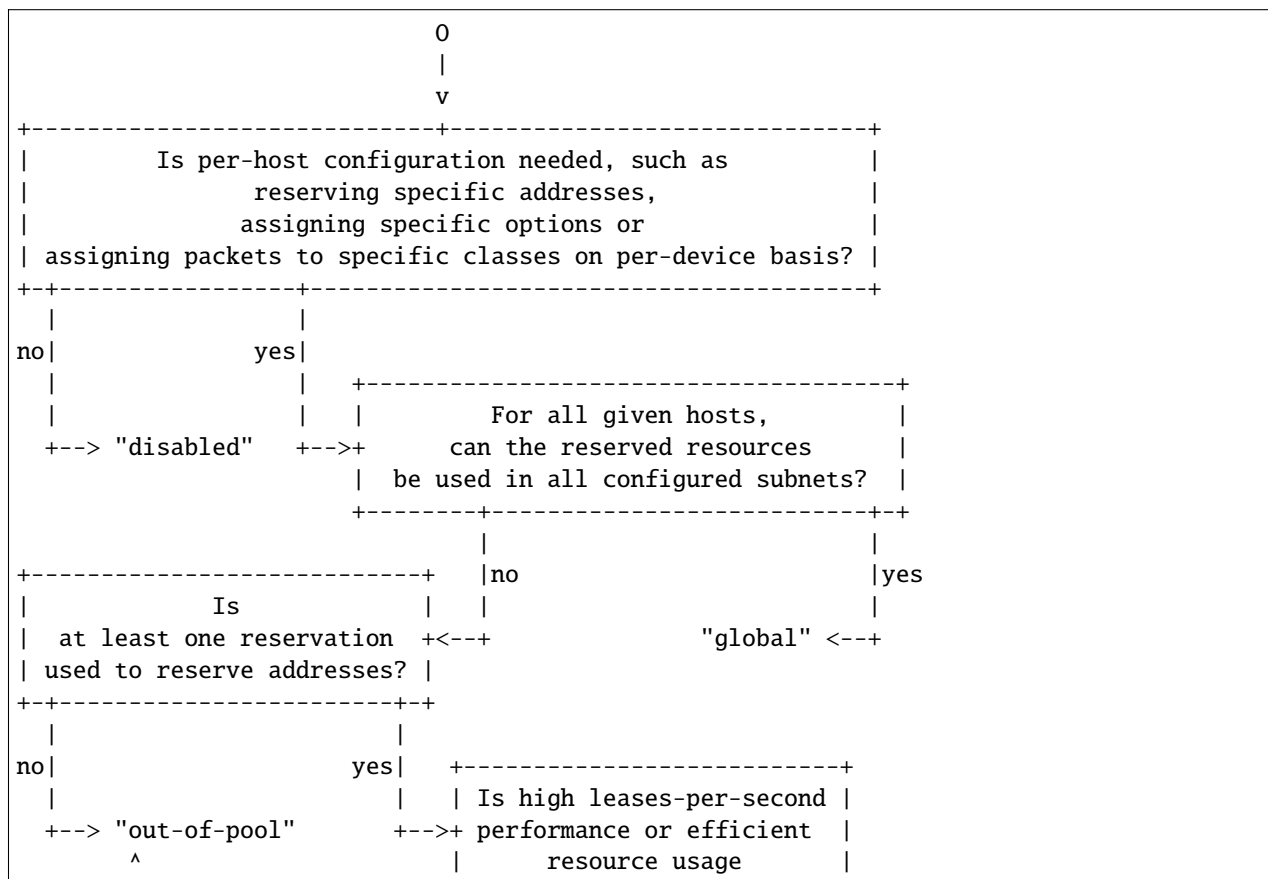 O
                              |
                              v
+-----------------------------+------------------------------+
|         Is per-host configuration needed, such as          |
|                reserving specific addresses,               |
|               assigning specific options or                |
| assigning packets to specific classes on per-device basis? |
+-+-----------------+----------------------------------------+
  |                 |
no|              yes|
  |                 |   +--------------------------------------+
  |                 |   |         For all given hosts,         |
  +--> "disabled"   +-->+      can the reserved resources      |
                        |  be used in all configured subnets?  |
                        +--------+---------------------------+-+
                                 |                           |
+----------------------------+   |no                         |yes
|             Is             |   |                           |
|  at least one reservation  +<--+               "global" <--+
| used to reserve addresses? |
+-+------------------------+-+
  |                        |
no|                     yes|   +---------------------------+
  |                        |   | Is high leases-per-second |
  +--> "out-of-pool"       +-->+ performance or efficient  |
        ^                      |      resource usage       |